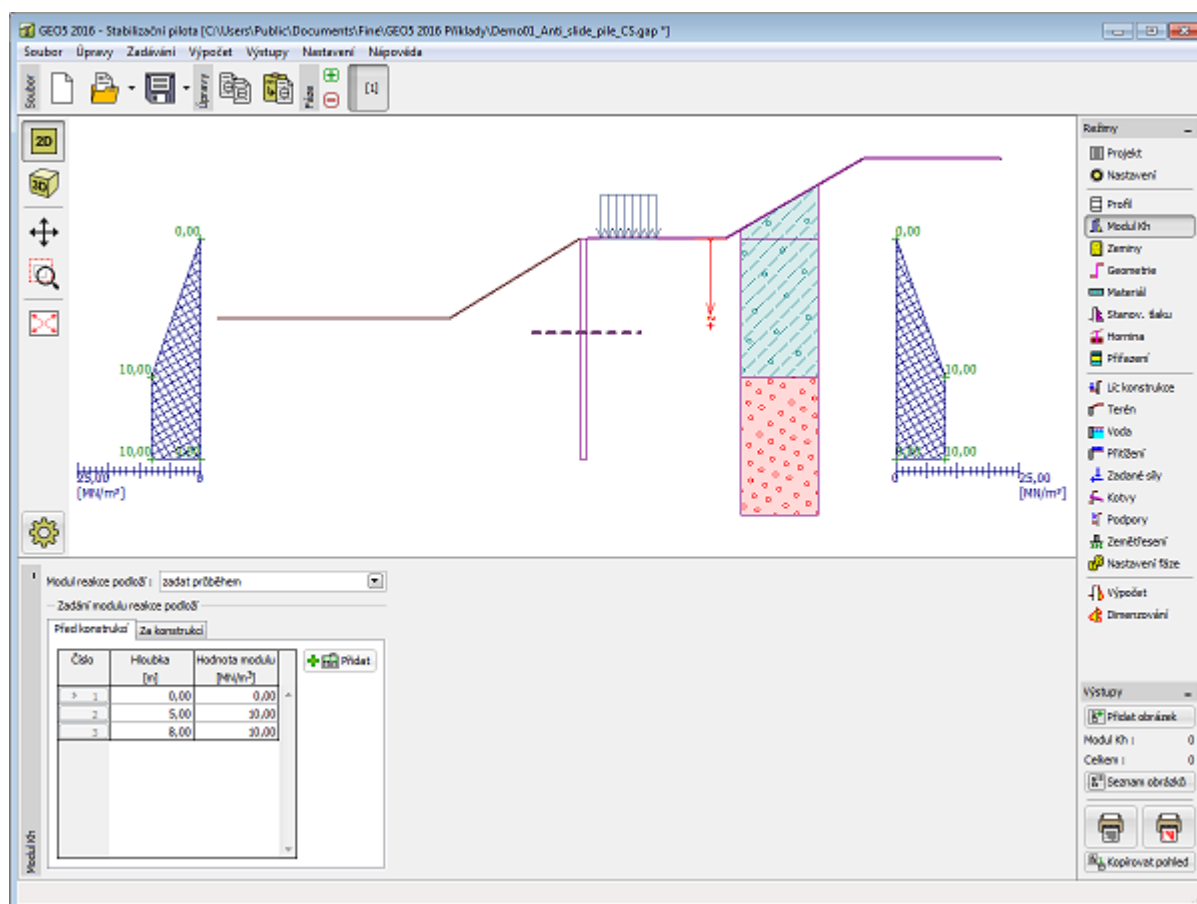 GEO5 2016 - Stabilizační pilota [C:\Users\Public\Documents\Fine\GEO5 2016 Příklady\Demo01_Anti_slide_pile_CS.gap *]
Soubor Úpravy Zadávání Výpočet Výstupy Nastavení Nápověda
Soubor
Úpravy
Fáze
[1]
2D
3D
0,00
10,00
10,00
25,00
0
[MN/m³]
+z
0,00
10,00
10,00
0
25,00
[MN/m³]
Režimy
Projekt
Nastavení
Profil
Modul Kh
Zeminy
Geometrie
Materiál
Stanov. tlaku
Hornina
Přiřazení
Líc konstrukce
Terén
Voda
Přitížení
Zadané síly
Kotvy
Podpory
Zemětřesení
Nastavení fáze
Výpočet
Dimenzování
Modul reakce podloží : zadat průběhem
Zadání modulu reakce podloží
Před konstrukcí Za konstrukcí
Číslo Hloubka Hodnota modulu
[m] [MN/m³]
1 0,00 0,00
2 5,00 10,00
3 8,00 10,00
Přidat
Modul Kh
Výstupy
Přidat obrázek
Modul Kh : 0
Celkem : 0
Seznam obrázků
Kopírovat pohled